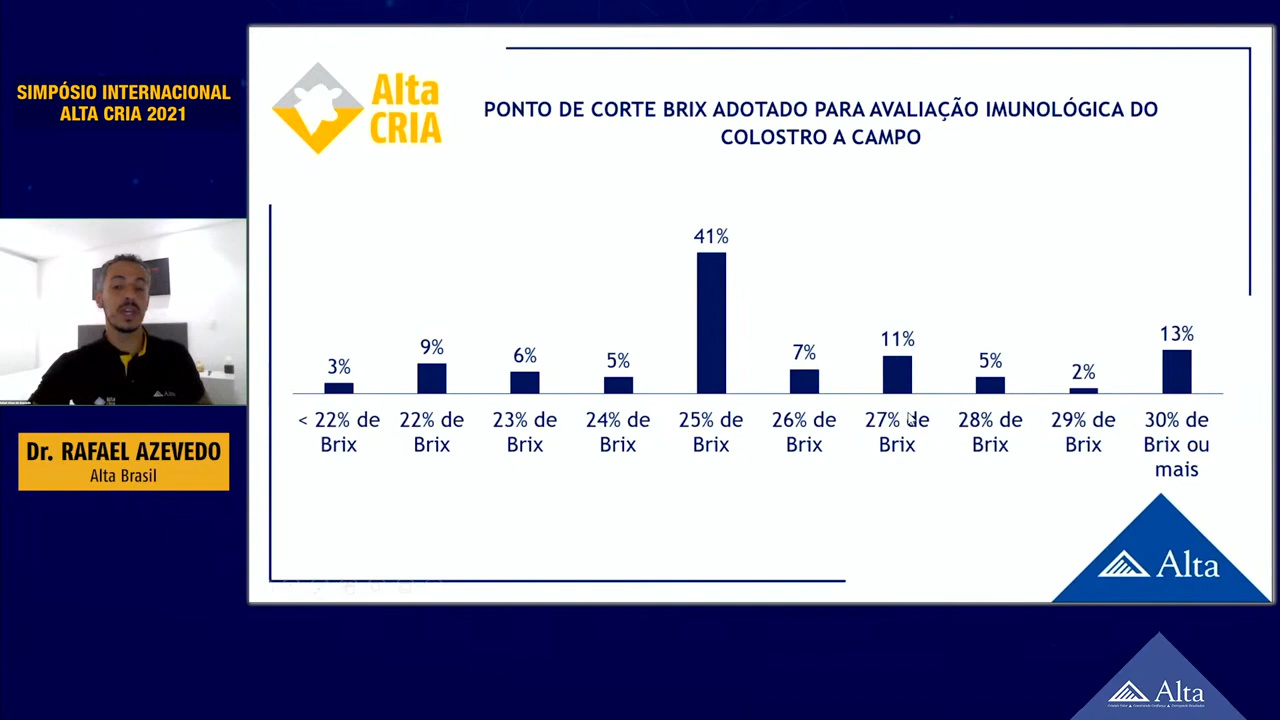 SIMPÓSIO INTERNACIONAL
ALTA CRIA 2021
Alta
CRIA
PONTO DE CORTE BRIX ADOTADO PARA AVALIAÇÃO IMUNOLÓGICA DO
COLOSTRO A CAMPO
3%
9%
6%
5%
41%
7%
11%
5%
2%
13%
< 22% de
Brix
22% de
Brix
23% de
Brix
24% de
Brix
25% de
Brix
26% de
Brix
27% de
Brix
28% de
Brix
29% de
Brix
30% de
Brix ou
mais
Dr. RAFAEL AZEVEDO
Alta Brasil
Alta
Alta
Alta